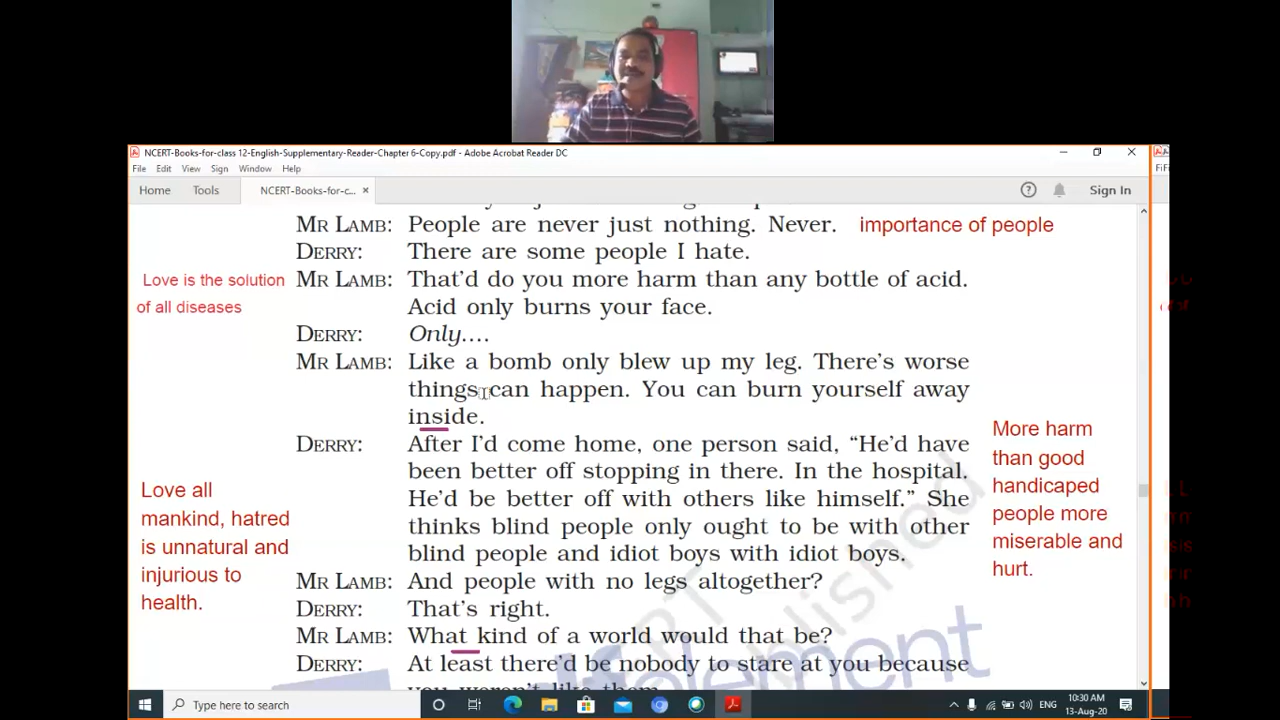 NCERT-Books-for-class 12-English-Supplementary-Reader-Chapter 6-Copy.pdf - Adobe Acrobat Reader DC
File Edit View Sign Window Help
Home Tools NCERT-Books-for-c... × Sign In
MR LAMB: People are never just nothing. Never. importance of people
DERRY: There are some people I hate.
Love is the solution
of all diseases
MR LAMB: That'd do you more harm than any bottle of acid.
Acid only burns your face.
DERRY: Only....
MR LAMB: Like a bomb only blew up my leg. There's worse
things can happen. You can burn yourself away
inside.
DERRY: After I'd come home, one person said, "He'd have
been better off stopping in there. In the hospital.
He'd be better off with others like himself." She
thinks blind people only ought to be with other
blind people and idiot boys with idiot boys.
More harm
than good
handicaped
people more
miserable and
hurt.
Love all
mankind, hatred
is unnatural and
injurious to
health.
MR LAMB: And people with no legs altogether?
DERRY: That's right.
MR LAMB: What kind of a world would that be?
DERRY: At least there'd be nobody to stare at you because
you weren't like them
Type here to search
ENG
10:30 AM
13-Aug-20